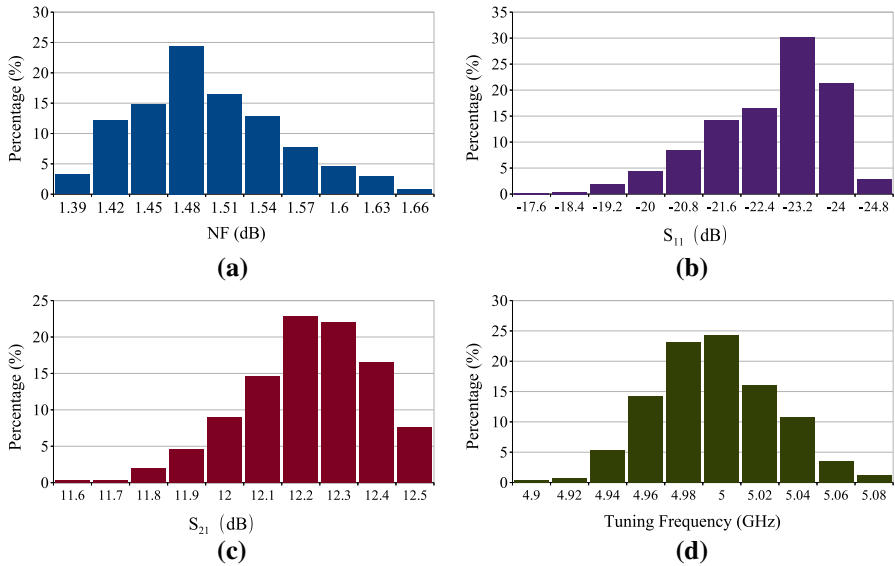 Percentage (%)
30
25
20
15
10
5
0
1.39 1.42 1.45 1.48 1.51 1.54 1.57 1.6 1.63 1.66
NF (dB)
(a)
Percentage (%)
35
30
25
20
15
10
5
0
-17.6 -18.4 -19.2 -20 -20.8 -21.6 -22.4 -23.2 -24 -24.8
S11 (dB)
(b)
Percentage (%)
25
20
15
10
5
0
11.6 11.7 11.8 11.9 12 12.1 12.2 12.3 12.4 12.5
S21 (dB)
(c)
Percentage (%)
30
25
20
15
10
5
0
4.9 4.92 4.94 4.96 4.98 5 5.02 5.04 5.06 5.08
Tuning Frequency (GHz)
(d)